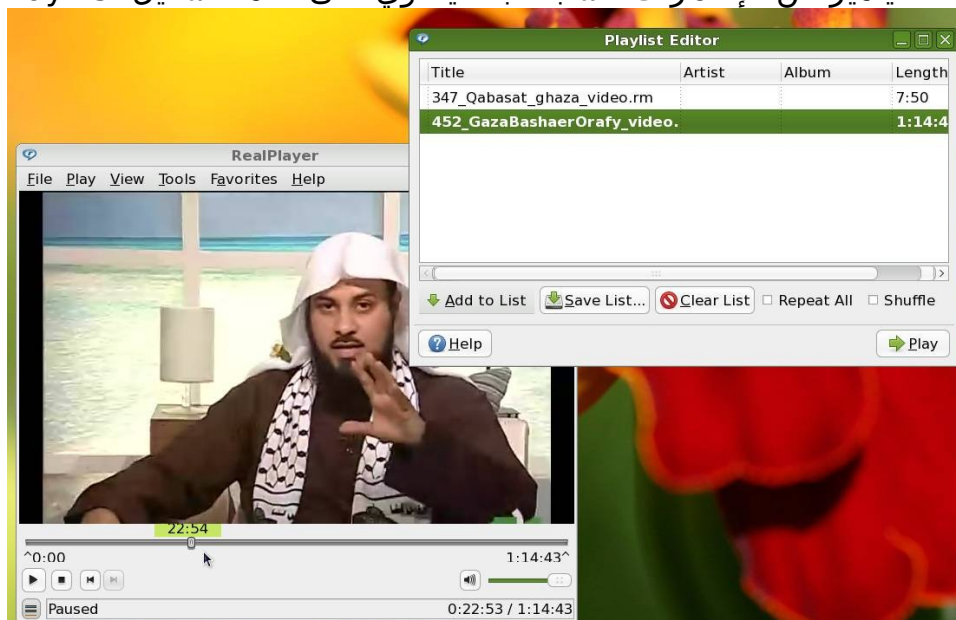 Playlist Editor
Title Artist Album Length
347_Qabasat_ghaza_video.rm 7:50
452_GazaBashaerOrafy_video. 1:14:4
Add to List Save List... Clear List Repeat All Shuffle
Help Play
RealPlayer
File Play View Tools Favorites Help
22:54
^0:00 1:14:43^
Paused 0:22:53 / 1:14:43